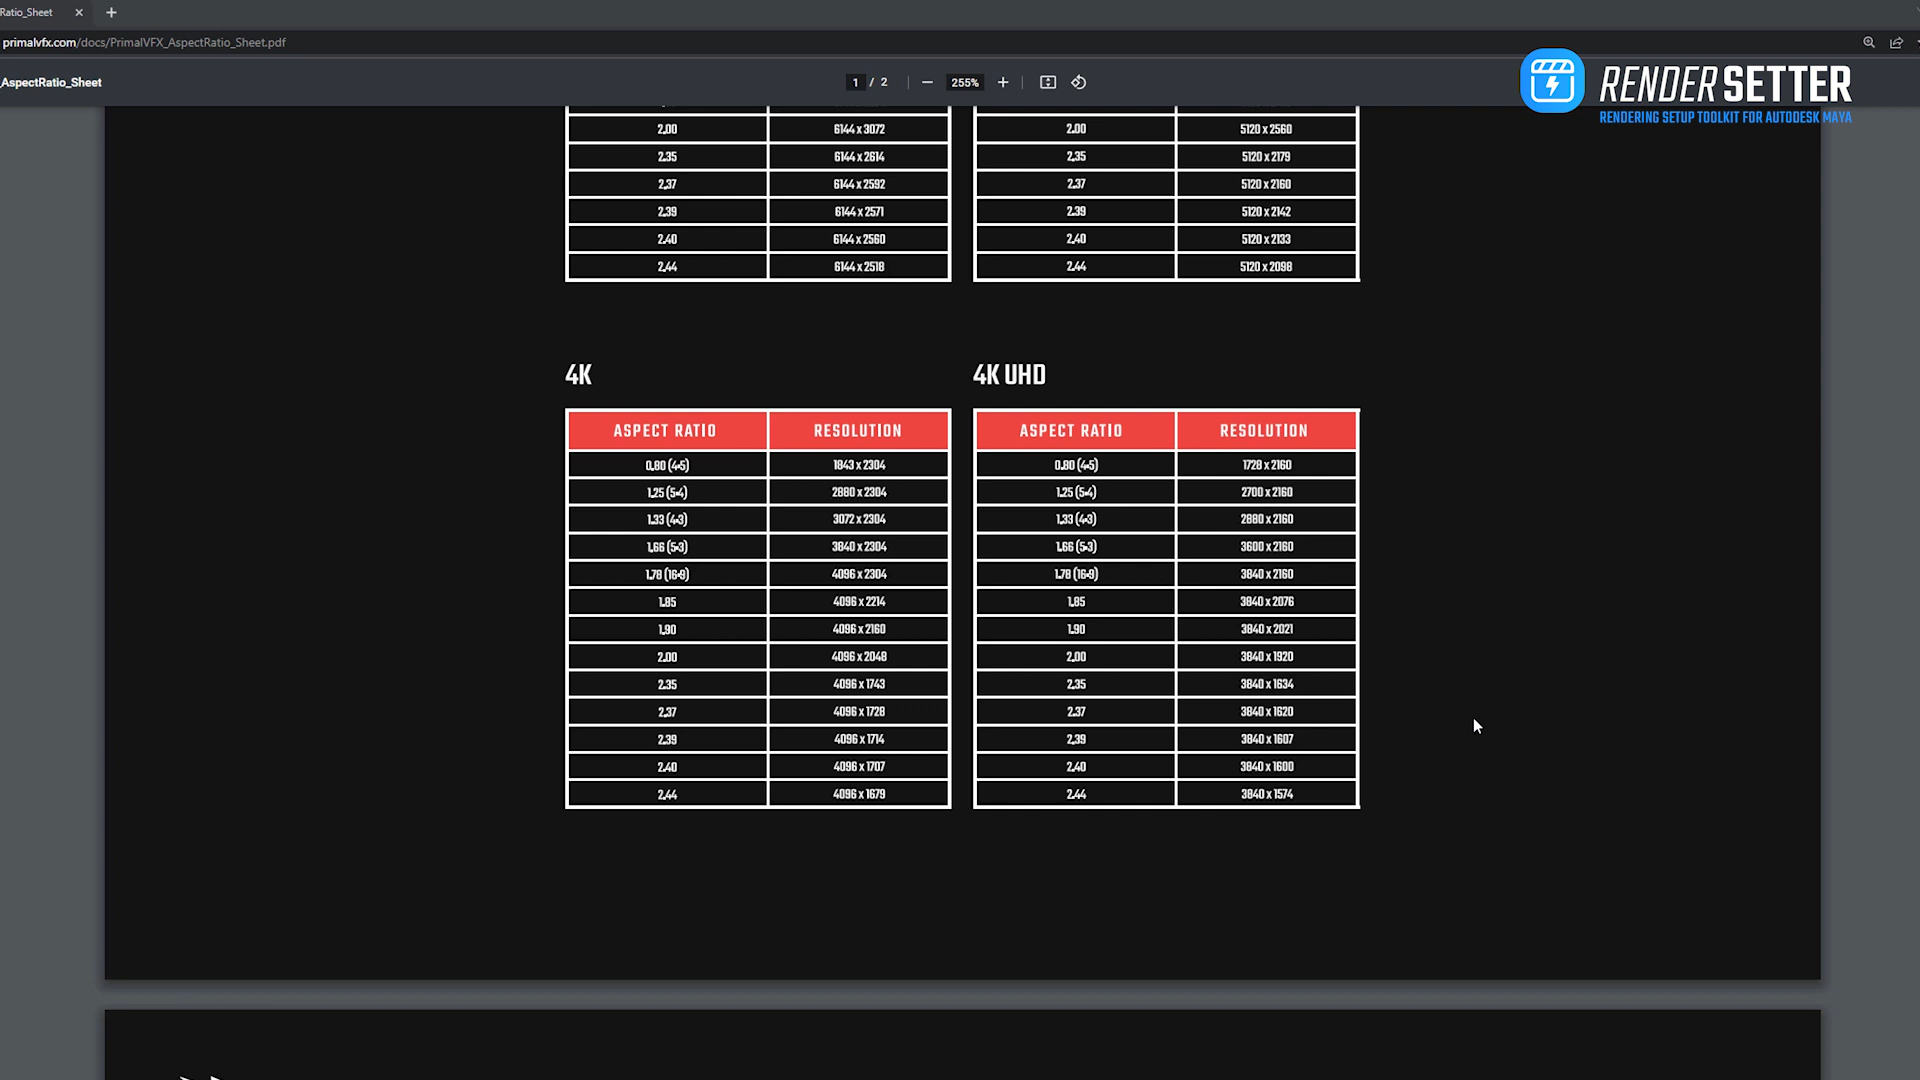 Ratio_Sheet
primalvfx.com/docs/PrimalVFX_AspectRatio_Sheet.pdf
AspectRatio_Sheet
1 / 2
255%
RENDERSETTER
RENDERING SETUP TOOLKIT FOR AUTODESK MAYA
2.00 6144 x 3072 2.00 5120 x 2560
2.35 6144 x 2614 2.35 5120 x 2179
2.37 6144 x 2592 2.37 5120 x 2160
2.39 6144 x 2571 2.39 5120 x 2142
2.40 6144 x 2560 2.40 5120 x 2133
2.44 6144 x 2518 2.44 5120 x 2098
4K
ASPECT RATIO RESOLUTION
0.80 (4:5) 1843 x 2304
1.25 (5:4) 2880 x 2304
1.33 (4:3) 3072 x 2304
1.66 (5:3) 3840 x 2304
1.78 (16:9) 4096 x 2304
1.85 4096 x 2214
1.90 4096 x 2160
2.00 4096 x 2048
2.35 4096 x 1743
2.37 4096 x 1728
2.39 4096 x 1714
2.40 4096 x 1707
2.44 4096 x 1679
4K UHD
ASPECT RATIO RESOLUTION
0.80 (4:5) 1728 x 2160
1.25 (5:4) 2700 x 2160
1.33 (4:3) 2880 x 2160
1.66 (5:3) 3600 x 2160
1.78 (16:9) 3840 x 2160
1.85 3840 x 2076
1.90 3840 x 2021
2.00 3840 x 1920
2.35 3840 x 1634
2.37 3840 x 1620
2.39 3840 x 1607
2.40 3840 x 1600
2.44 3840 x 1574